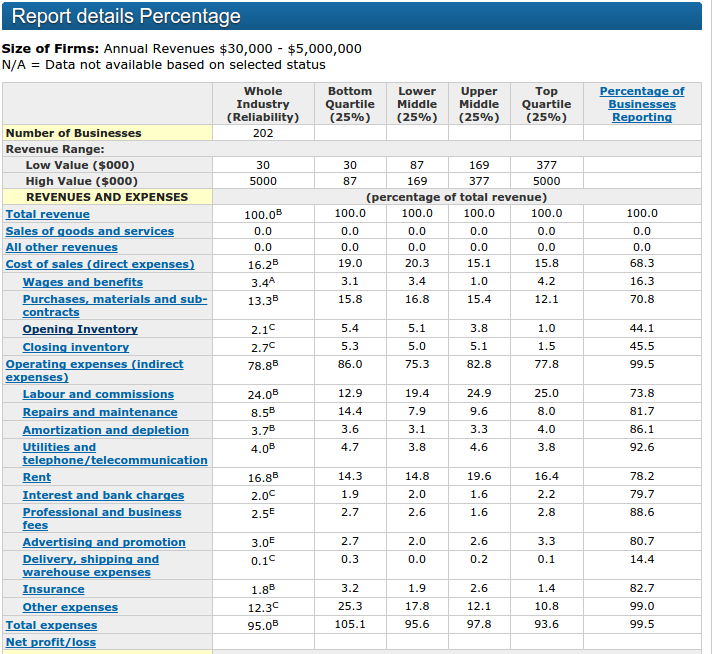 Report details Percentage
Size of Firms: Annual Revenues $30,000 - $5,000,000
N/A = Data not available based on selected status
Whole Industry (Reliability) Bottom Quartile (25%) Lower Middle (25%) Upper Middle (25%) Top Quartile (25%) Percentage of Businesses Reporting
Number of Businesses 202
Revenue Range:
Low Value ($000) 30 30 87 169 377
High Value ($000) 5000 87 169 377 5000
REVENUES AND EXPENSES (percentage of total revenue)
Total revenue 100.0B 100.0 100.0 100.0 100.0 100.0
Sales of goods and services 0.0 0.0 0.0 0.0 0.0 0.0
All other revenues 0.0 0.0 0.0 0.0 0.0 0.0
Cost of sales (direct expenses) 16.2B 19.0 20.3 15.1 15.8 68.3
Wages and benefits 3.4A 3.1 3.4 1.0 4.2 16.3
Purchases, materials and sub-contracts 13.3B 15.8 16.8 15.4 12.1 70.8
Opening Inventory 2.1C 5.4 5.1 3.8 1.0 44.1
Closing inventory 2.7C 5.3 5.0 5.1 1.5 45.5
Operating expenses (indirect expenses) 78.8B 86.0 75.3 82.8 77.8 99.5
Labour and commissions 24.0B 12.9 19.4 24.9 25.0 73.8
Repairs and maintenance 8.5B 14.4 7.9 9.6 8.0 81.7
Amortization and depletion 3.7B 3.6 3.1 3.3 4.0 86.1
Utilities and telephone/telecommunication 4.0B 4.7 3.8 4.6 3.8 92.6
Rent 16.8B 14.3 14.8 19.6 16.4 78.2
Interest and bank charges 2.0C 1.9 2.0 1.6 2.2 79.7
Professional and business fees 2.5E 2.7 2.6 1.6 2.8 88.6
Advertising and promotion 3.0E 2.7 2.0 2.6 3.3 80.7
Delivery, shipping and warehouse expenses 0.1C 0.3 0.0 0.2 0.1 14.4
Insurance 1.8B 3.2 1.9 2.6 1.4 82.7
Other expenses 12.3C 25.3 17.8 12.1 10.8 99.0
Total expenses 95.0B 105.1 95.6 97.8 93.6 99.5
Net profit/loss